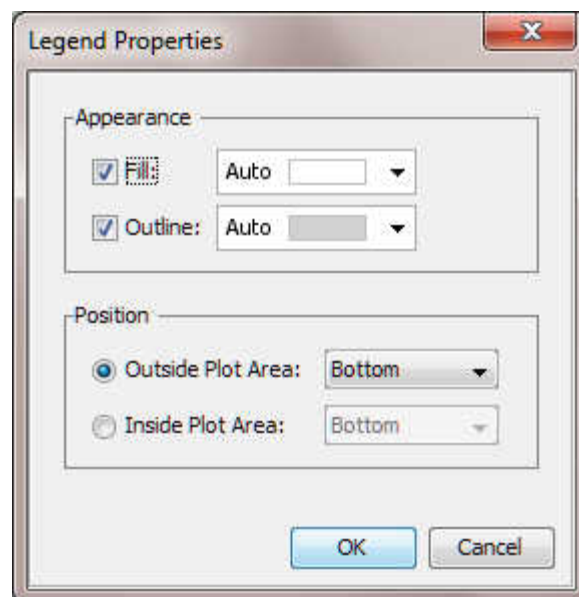 Legend Properties
Appearance
Fill: Auto
Outline: Auto
Position
Outside Plot Area: Bottom
Inside Plot Area: Bottom
OK Cancel